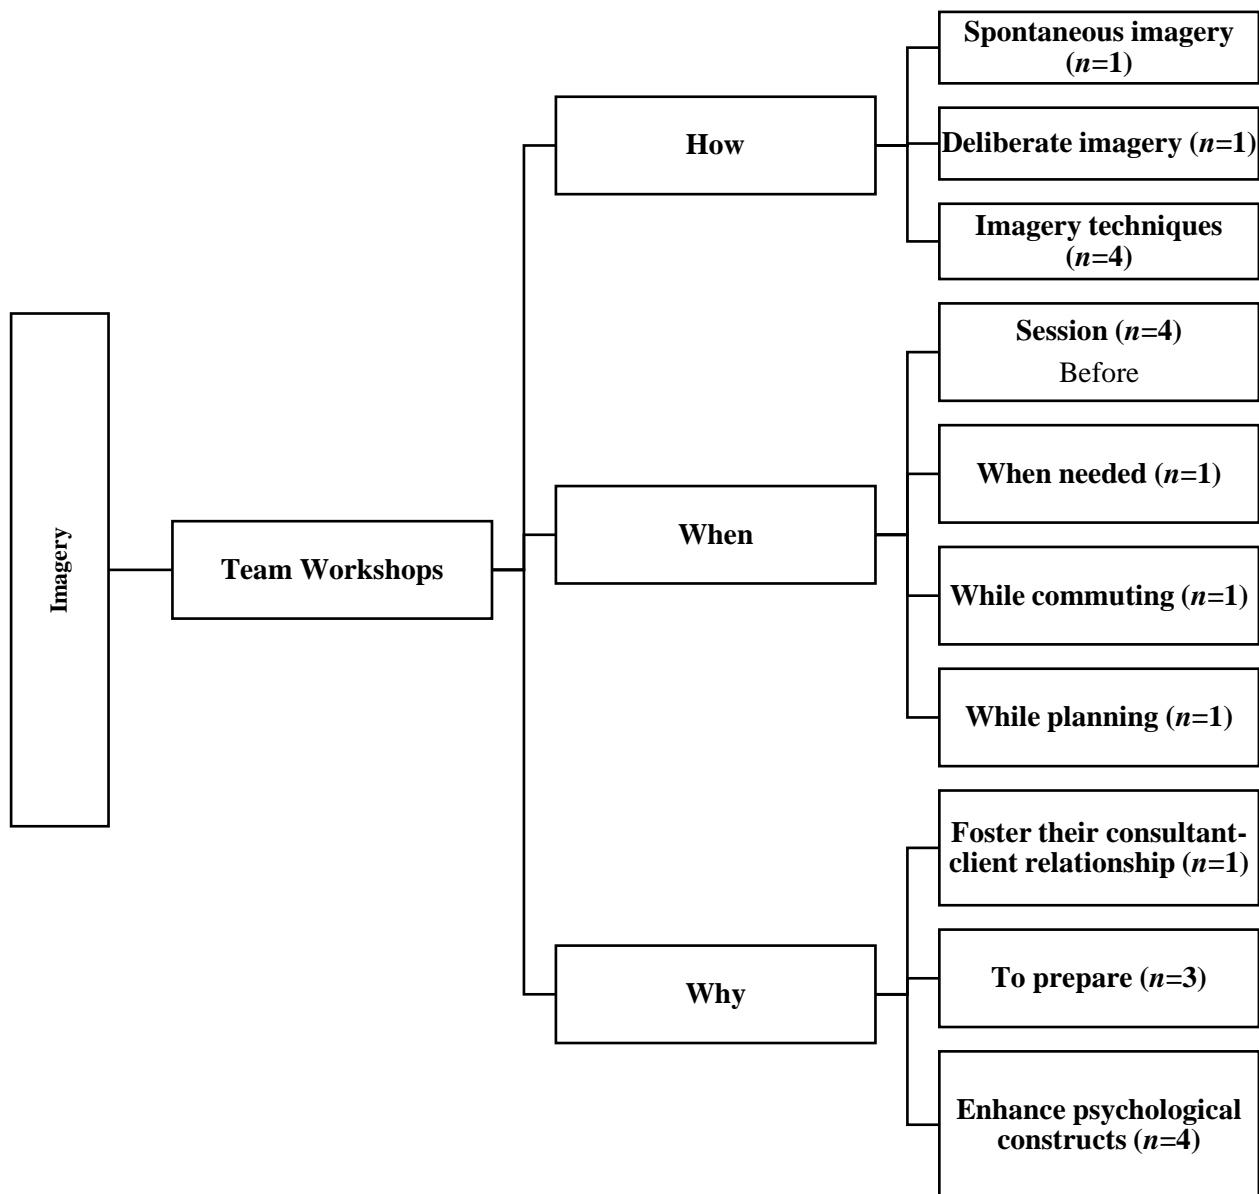 Imagery
Team Workshops
How
Spontaneous imagery
(n=1)
Deliberate imagery (n=1)
Imagery techniques
(n=4)
When
Session (n=4)
Before
When needed (n=1)
While commuting (n=1)
While planning (n=1)
Why
Foster their consultant-
client relationship (n=1)
To prepare (n=3)
Enhance psychological
constructs (n=4)